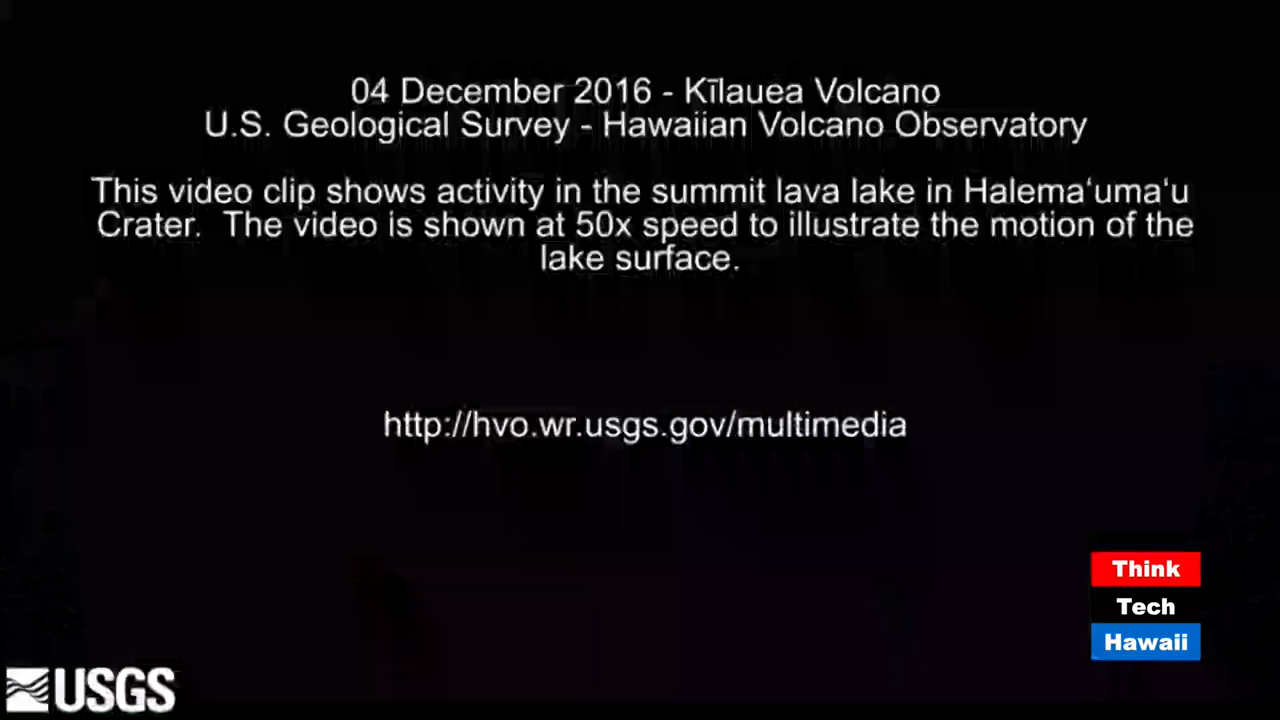 04 December 2016 - Kīlauea Volcano
U.S. Geological Survey - Hawaiian Volcano Observatory
This video clip shows activity in the summit lava lake in Halemaʻumaʻu
Crater.  The video is shown at 50x speed to illustrate the motion of the
lake surface.
http://hvo.wr.usgs.gov/multimedia
Think
Tech
Hawaii
USGS